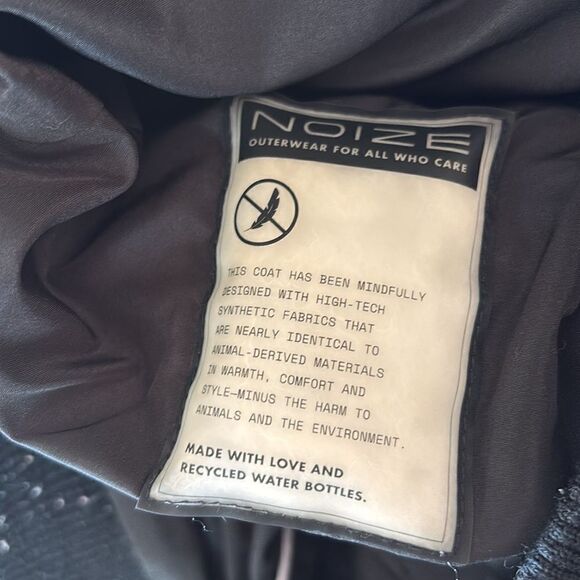 NOIZE
OUTERWEAR FOR ALL WHO CARE
THIS COAT HAS BEEN MINDFULLY
DESIGNED WITH HIGH-TECH
SYNTHETIC FABRICS THAT
ARE NEARLY IDENTICAL TO
ANIMAL-DERIVED MATERIALS
IN WARMTH, COMFORT AND
STYLE—MINUS THE HARM TO
ANIMALS AND THE ENVIRONMENT.
MADE WITH LOVE AND
RECYCLED WATER BOTTLES.